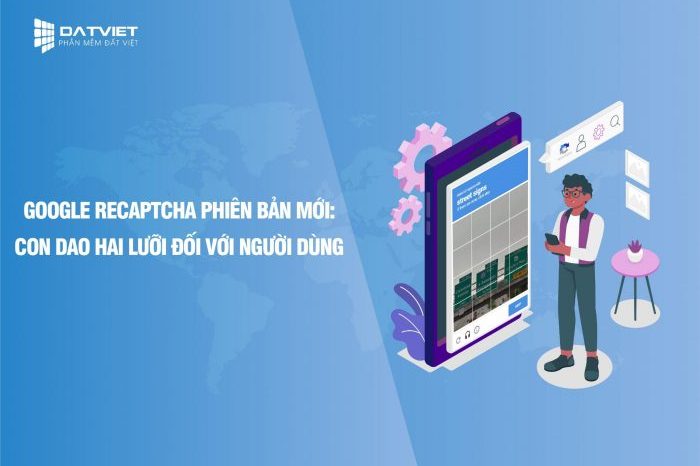 DATVIET
PHẦN MỀM ĐẤT VIỆT
GOOGLE RECAPTCHA PHIÊN BẢN MỚI:
CON DAO HAI LƯỠI ĐỐI VỚI NGƯỜI DÙNG
street signs